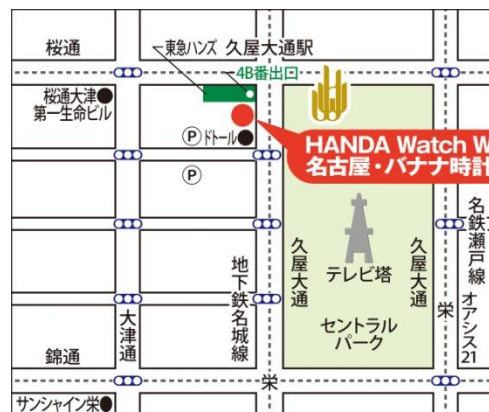 桜通
東急ハンズ
久屋大通駅
4B番出口
桜通大津
第一生命ビル
Ⓟ ドトール
HANDA Watch W
名古屋・バナナ時計
Ⓟ
名鉄瀬戸線
オアシス21
久屋大通
テレビ塔
久屋大通
地下鉄名城線
大津通
セントラル
パーク
栄
錦通
栄
サンシャイン栄